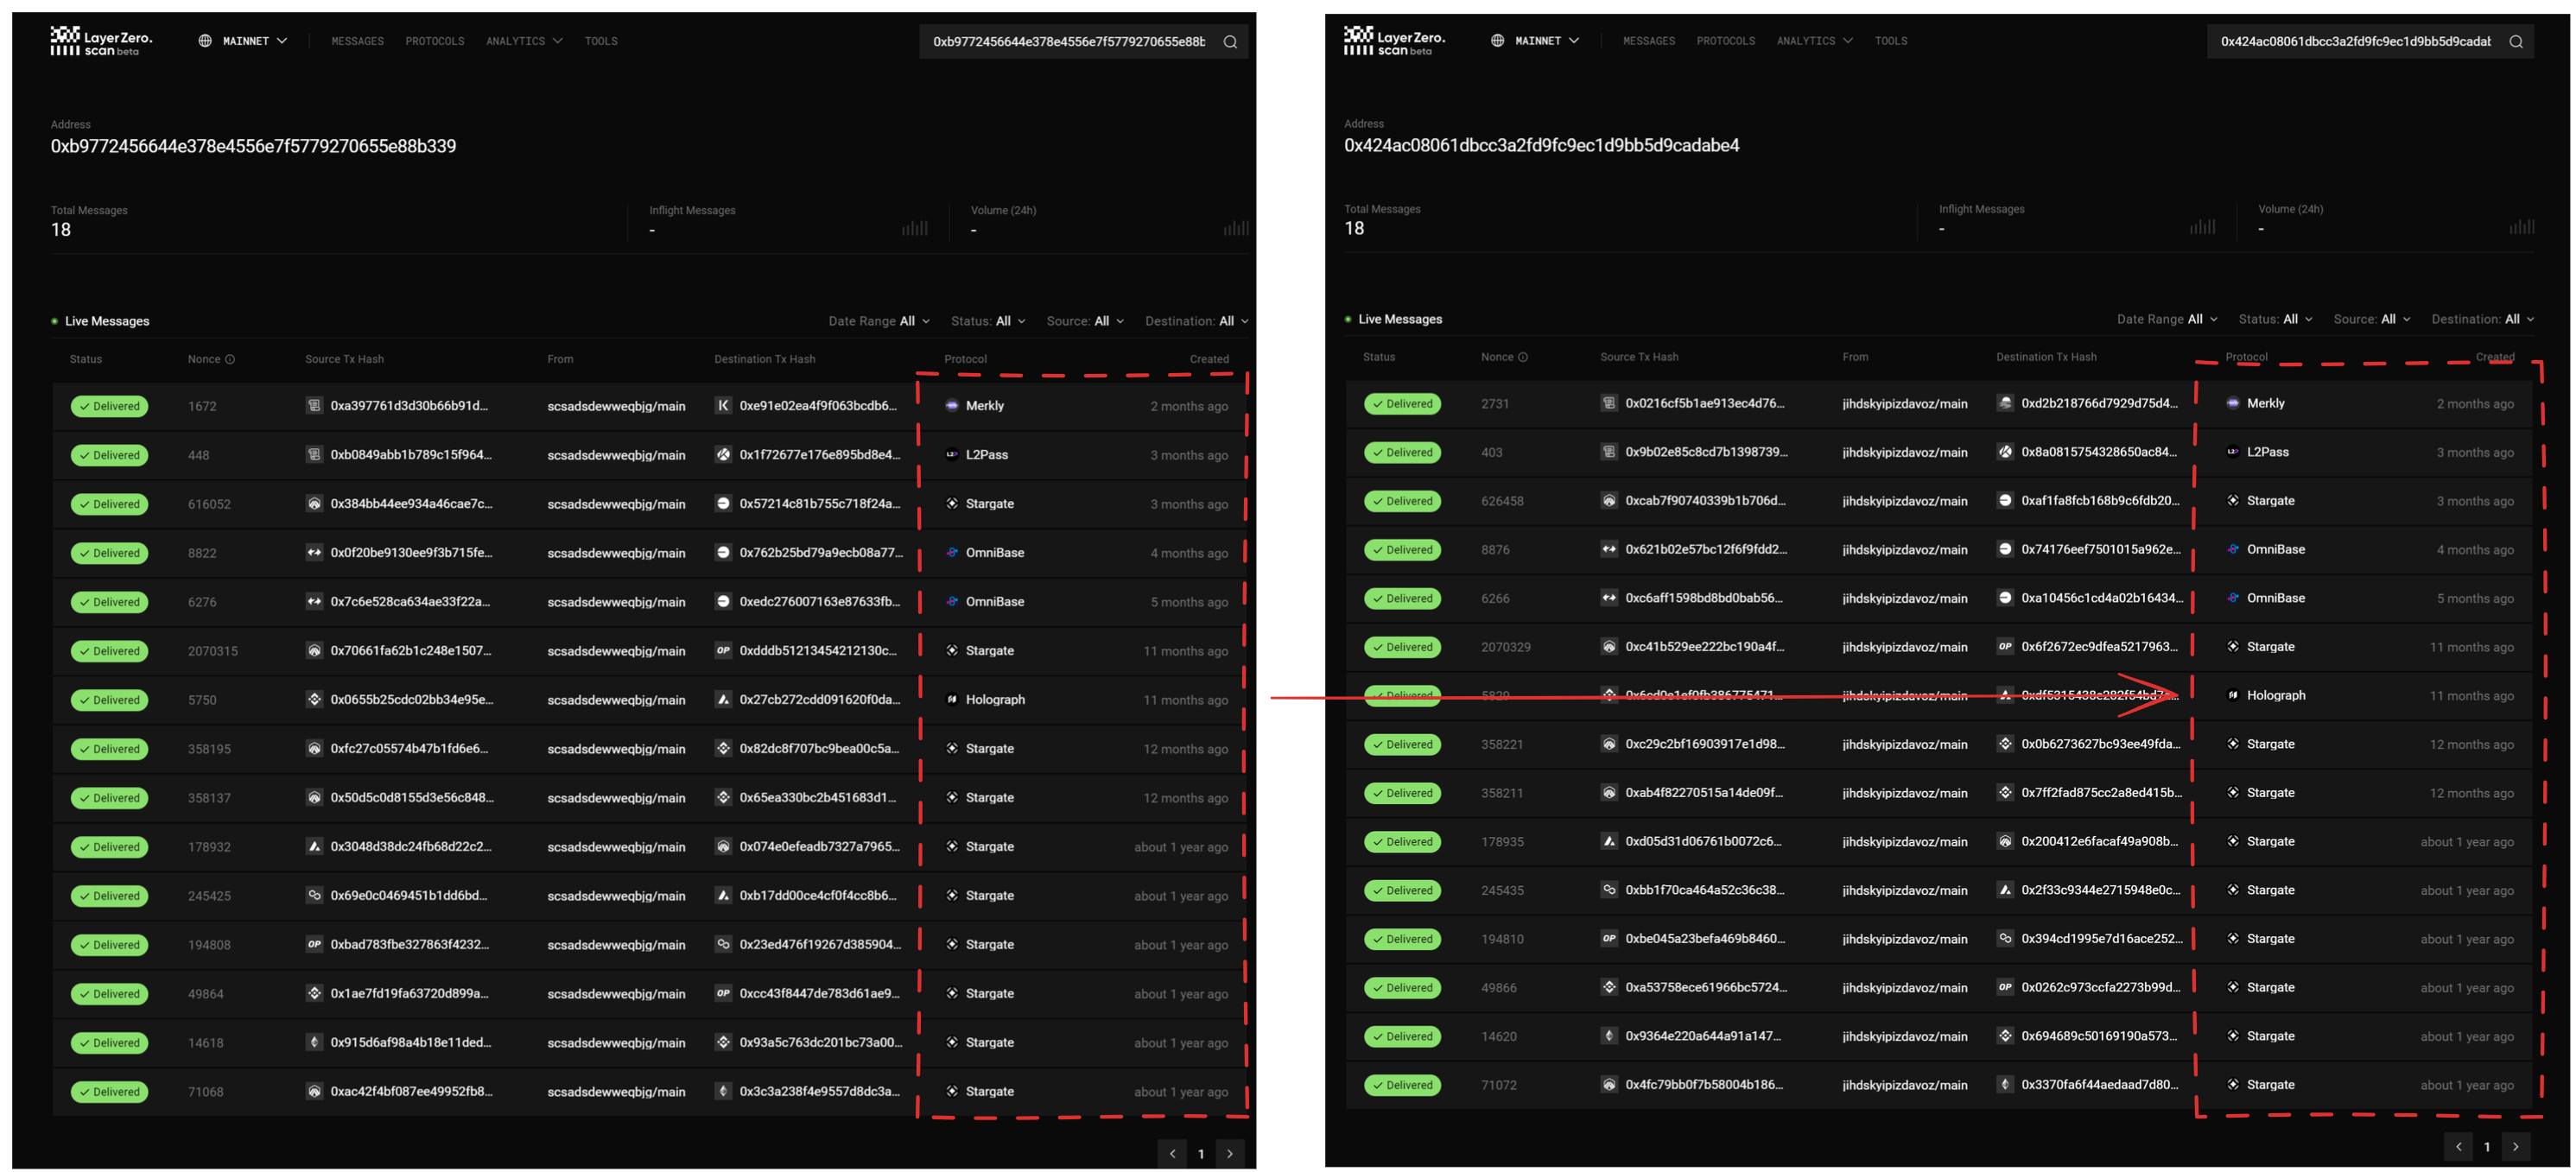 LayerZero.
scan beta
MAINNET
MESSAGES PROTOCOLS ANALYTICS TOOLS
0xb9772456644e378e4556e7f5779270655e88b
Address
0xb9772456644e378e4556e7f5779270655e88b339
Total Messages Inflight Messages Volume (24h)
18 - -
Live Messages Date Range All Status: All Source: All Destination: All
Status Nonce Source Tx Hash From Destination Tx Hash Protocol Created
Delivered 1672 0xa397761d3d30b66b91d... scsadsdewweqbjg/main 0xe91e02ea4f9f063bcdb6... Merkly 2 months ago
Delivered 448 0xb0849abb1b789c15f964... scsadsdewweqbjg/main 0x1f72677e176e895bd8e4... L2Pass 3 months ago
Delivered 616052 0x384bb44ee934a46cae7c... scsadsdewweqbjg/main 0x57214c81b755c718f24a... Stargate 3 months ago
Delivered 8822 0x0f20be9130ee9f3b715fe... scsadsdewweqbjg/main 0x762b25bd79a9ecb08a77... OmniBase 4 months ago
Delivered 6276 0x7c6e528ca634ae33f22a... scsadsdewweqbjg/main 0xedc276007163e87633fb... OmniBase 5 months ago
Delivered 2070315 0x70661fa62b1c248e1507... scsadsdewweqbjg/main OP 0xdddb51213454212130c... Stargate 11 months ago
Delivered 5750 0x0655b25cdc02bb34e95e... scsadsdewweqbjg/main 0x27cb272cdd091620f0da... Holograph 11 months ago
Delivered 358195 0xfc27c05574b47b1fd6e6... scsadsdewweqbjg/main 0x82dc8f707bc9bea00c5a... Stargate 12 months ago
Delivered 358137 0x50d5c0d8155d3e56c848... scsadsdewweqbjg/main 0x65ea330bc2b451683d1... Stargate 12 months ago
Delivered 178932 0x3048d38dc24fb68d22c2... scsadsdewweqbjg/main 0x074e0efeadb7327a7965... Stargate about 1 year ago
Delivered 245425 0x69e0c0469451b1dd6bd... scsadsdewweqbjg/main 0xb17dd00ce4cf0f4cc8b6... Stargate about 1 year ago
Delivered 194808 OP 0xbad783fbe327863f4232... scsadsdewweqbjg/main 0x23ed476f19267d385904... Stargate about 1 year ago
Delivered 49864 0x1ae7fd19fa63720d899a... scsadsdewweqbjg/main OP 0xcc43f8447de783d61ae9... Stargate about 1 year ago
Delivered 14618 0x915d6af98a4b18e11ded... scsadsdewweqbjg/main 0x93a5c763dc201bc73a00... Stargate about 1 year ago
Delivered 71068 0xac42f4bf087ee49952fb8... scsadsdewweqbjg/main 0x3c3a238f4e9557d8dc3a... Stargate about 1 year ago
1
LayerZero.
scan beta
MAINNET
MESSAGES PROTOCOLS ANALYTICS TOOLS
0x424ac08061dbcc3a2fd9fc9ec1d9bb5d9cadab
Address
0x424ac08061dbcc3a2fd9fc9ec1d9bb5d9cadabe4
Total Messages Inflight Messages Volume (24h)
18 - -
Live Messages Date Range All Status: All Source: All Destination: All
Status Nonce Source Tx Hash From Destination Tx Hash Protocol Created
Delivered 2731 0x0216cf5b1ae913ec4d76... jihdskyipizdavoz/main 0xd2b218766d7929d75d4... Merkly 2 months ago
Delivered 403 0x9b02e85c8cd7b1398739... jihdskyipizdavoz/main 0x8a0815754328650ac84... L2Pass 3 months ago
Delivered 626458 0xcab7f90740339b1b706d... jihdskyipizdavoz/main 0xaf1fa8fcb168b9c6fdb20... Stargate 3 months ago
Delivered 8876 0x621b02e57bc12f6f9fdd2... jihdskyipizdavoz/main 0x74176eef7501015a962e... OmniBase 4 months ago
Delivered 6266 0xc6aff1598bd8bd0bab56... jihdskyipizdavoz/main 0xa10456c1cd4a02b16434... OmniBase 5 months ago
Delivered 2070329 0xc41b529ee222bc190a4f... jihdskyipizdavoz/main OP 0x6f2672ec9dfea5217963... Stargate 11 months ago
Delivered jihdskyipizdavoz/main Holograph 11 months ago
Delivered 358221 0xc29c2bf16903917e1d98... jihdskyipizdavoz/main 0x0b6273627bc93ee49fda... Stargate 12 months ago
Delivered 358211 0xab4f82270515a14de09f... jihdskyipizdavoz/main 0x7ff2fad875cc2a8ed415b... Stargate 12 months ago
Delivered 178935 0xd05d31d06761b0072c6... jihdskyipizdavoz/main 0x200412e6facaf49a908b... Stargate about 1 year ago
Delivered 245435 0xbb1f70ca464a52c36c38... jihdskyipizdavoz/main 0x2f33c9344e2715948e0c... Stargate about 1 year ago
Delivered 194810 OP 0xbe045a23befa469b8460... jihdskyipizdavoz/main 0x394cd1995e7d16ace252... Stargate about 1 year ago
Delivered 49866 0xa53758ece61966bc5724... jihdskyipizdavoz/main OP 0x0262c973ccfa2273b99d... Stargate about 1 year ago
Delivered 14620 0x9364e220a644a91a147... jihdskyipizdavoz/main 0x694689c50169190a573... Stargate about 1 year ago
Delivered 71072 0x4fc79bb0f7b58004b186... jihdskyipizdavoz/main 0x3370fa6f44aedaad7d80... Stargate about 1 year ago
1